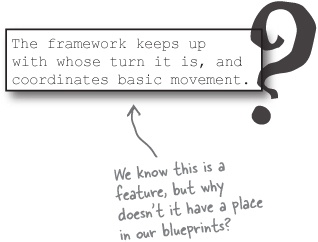 The framework keeps up
with whose turn it is, and
coordinates basic movement.
?
We know this is a
feature, but why
doesn't it have a place
in our blueprints?